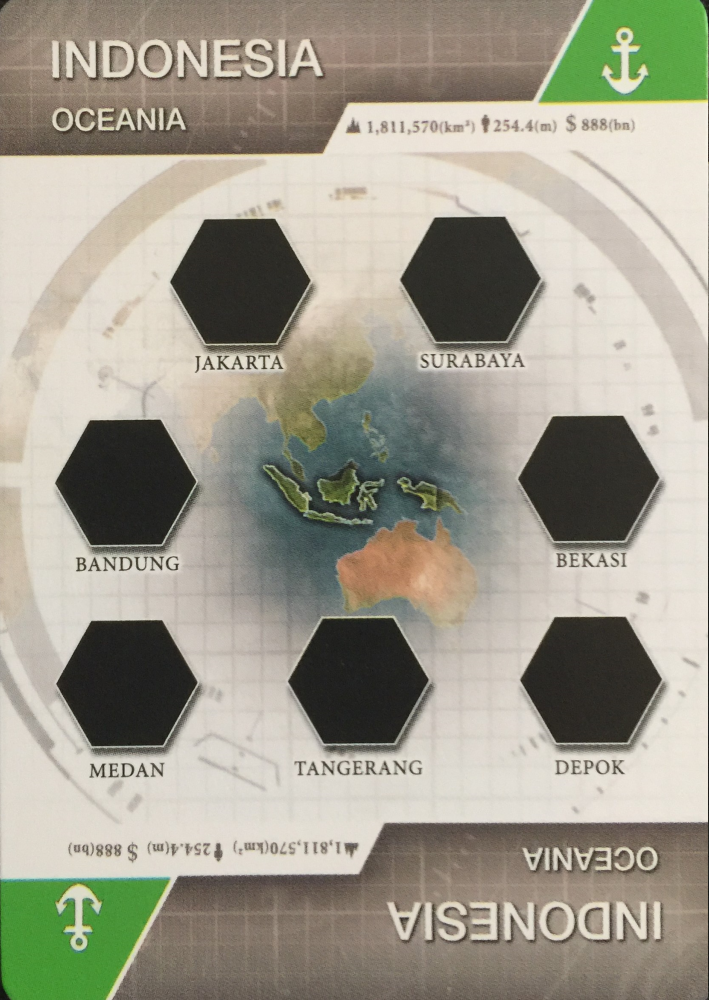 INDONESIA
OCEANIA
1,811,570(km²) 254.4(m) $ 888(bn)
JAKARTA SURABAYA
BANDUNG BEKASI
MEDAN TANGERANG DEPOK
1,811,570(km²) 254.4(m) $ 888(bn)
OCEANIA
INDONESIA